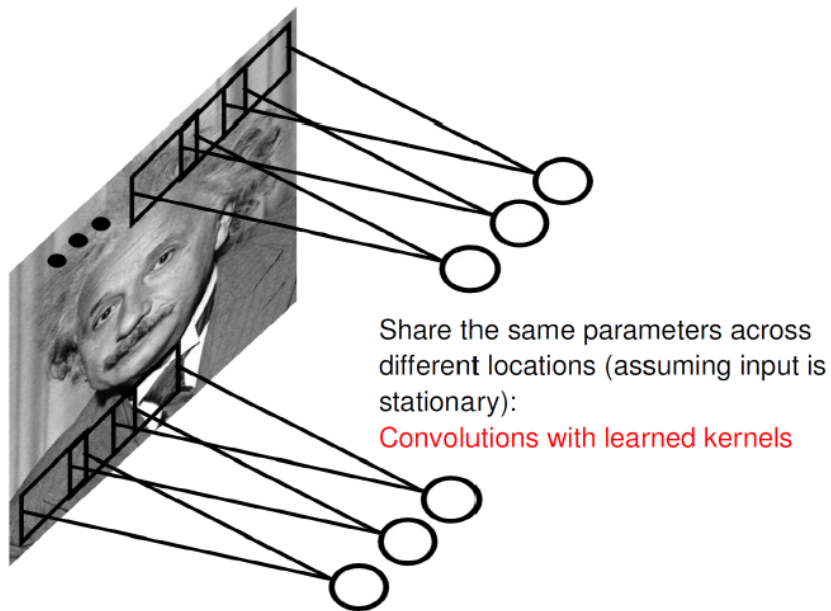 Share the same parameters across
different locations (assuming input is
stationary):
Convolutions with learned kernels